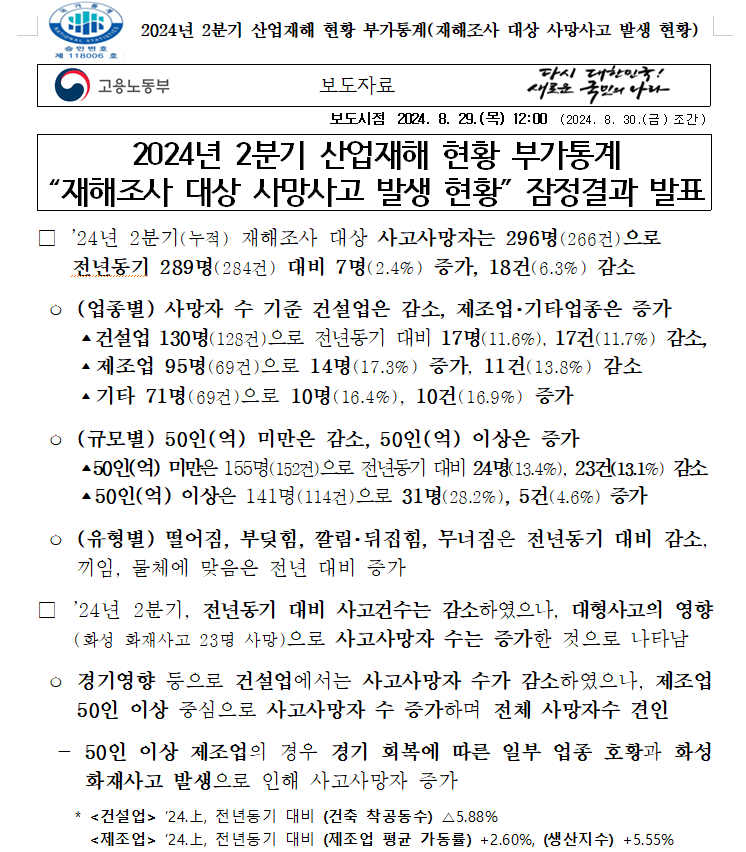 2024년 2분기 산업재해 현황 부가통계(재해조사 대상 사망사고 발생 현황)
국가통계
NATIONAL STATISTICS
승인번호
제 118006 호
고용노동부
보도자료
다시 대한민국!
새로운 국민의 나라
보도시점 2024. 8. 29.(목) 12:00 (2024. 8. 30.(금) 조간)
2024년 2분기 산업재해 현황 부가통계
“재해조사 대상 사망사고 발생 현황” 잠정결과 발표
□ ’24년 2분기(누적) 재해조사 대상 사고사망자는 296명(266건)으로
전년동기 289명(284건) 대비 7명(2.4%) 증가, 18건(6.3%) 감소
ㅇ (업종별) 사망자 수 기준 건설업은 감소, 제조업·기타업종은 증가
▲건설업 130명(128건)으로 전년동기 대비 17명(11.6%), 17건(11.7%) 감소,
▲제조업 95명(69건)으로 14명(17.3%) 증가, 11건(13.8%) 감소
▲기타 71명(69건)으로 10명(16.4%), 10건(16.9%) 증가
ㅇ (규모별) 50인(억) 미만은 감소, 50인(억) 이상은 증가
▲50인(억) 미만은 155명(152건)으로 전년동기 대비 24명(13.4%), 23건(13.1%) 감소
▲50인(억) 이상은 141명(114건)으로 31명(28.2%), 5건(4.6%) 증가
ㅇ (유형별) 떨어짐, 부딪힘, 깔림·뒤집힘, 무너짐은 전년동기 대비 감소,
끼임, 물체에 맞음은 전년 대비 증가
□ ’24년 2분기, 전년동기 대비 사고건수는 감소하였으나, 대형사고의 영향
(화성 화재사고 23명 사망)으로 사고사망자 수는 증가한 것으로 나타남
ㅇ 경기영향 등으로 건설업에서는 사고사망자 수가 감소하였으나, 제조업
50인 이상 중심으로 사고사망자 수 증가하며 전체 사망자수 견인
- 50인 이상 제조업의 경우 경기 회복에 따른 일부 업종 호황과 화성
화재사고 발생으로 인해 사고사망자 증가
* <건설업> ’24.上, 전년동기 대비 (건축 착공동수) △5.88%
<제조업> ’24.上, 전년동기 대비 (제조업 평균 가동률) +2.60%, (생산지수) +5.55%